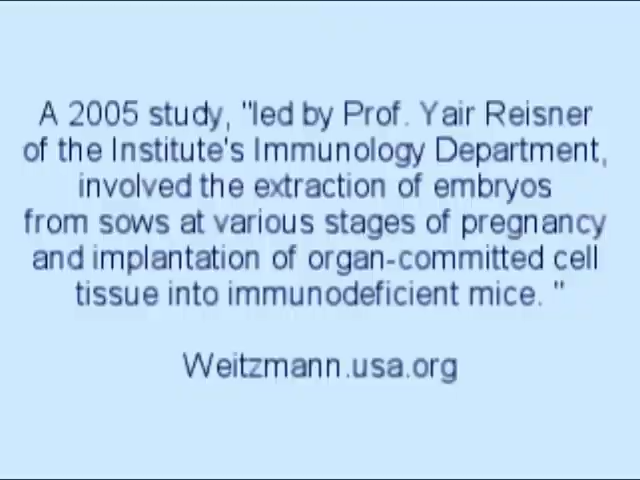 A 2005 study, "led by Prof. Yair Reisner
of the Institute's Immunology Department,
involved the extraction of embryos
from sows at various stages of pregnancy
and implantation of organ-committed cell
tissue into immunodeficient mice. "
Weitzmann.usa.org